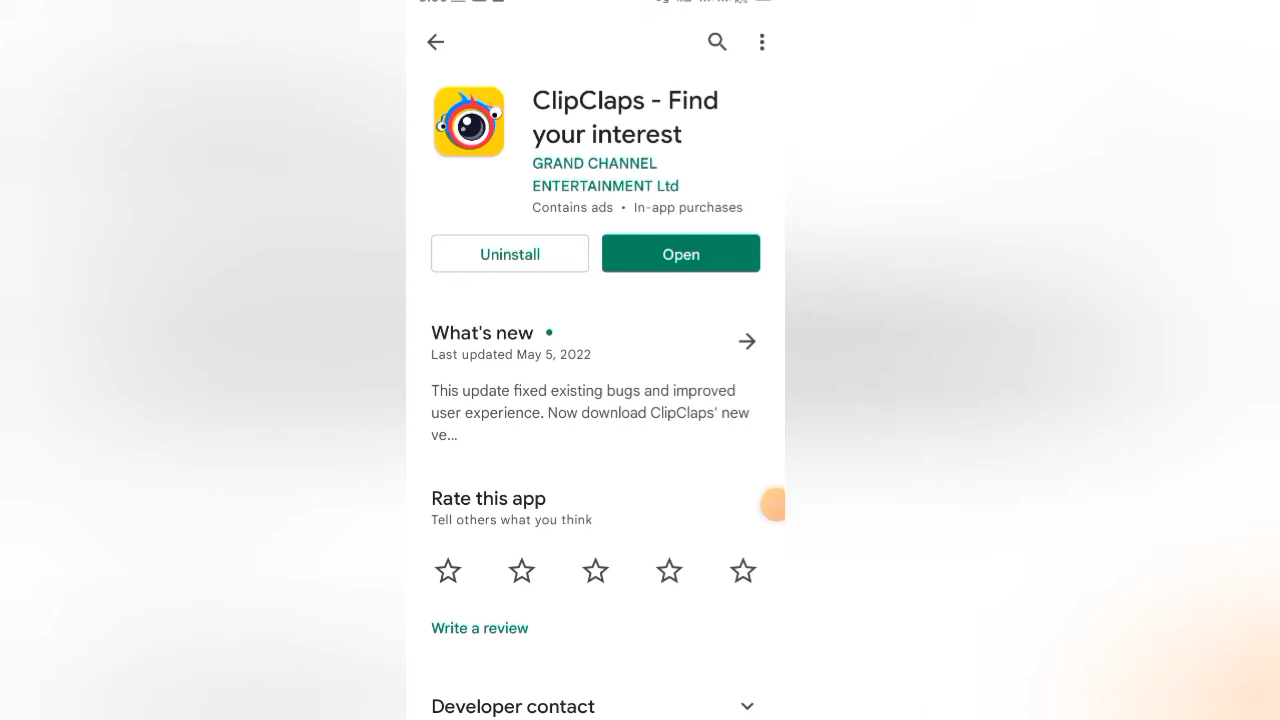 ClipClaps - Find
your interest
GRAND CHANNEL
ENTERTAINMENT Ltd
Contains ads • In-app purchases
Uninstall
Open
What's new •
Last updated May 5, 2022
This update fixed existing bugs and improved
user experience. Now download ClipClaps' new
ve...
Rate this app
Tell others what you think
Write a review
Developer contact